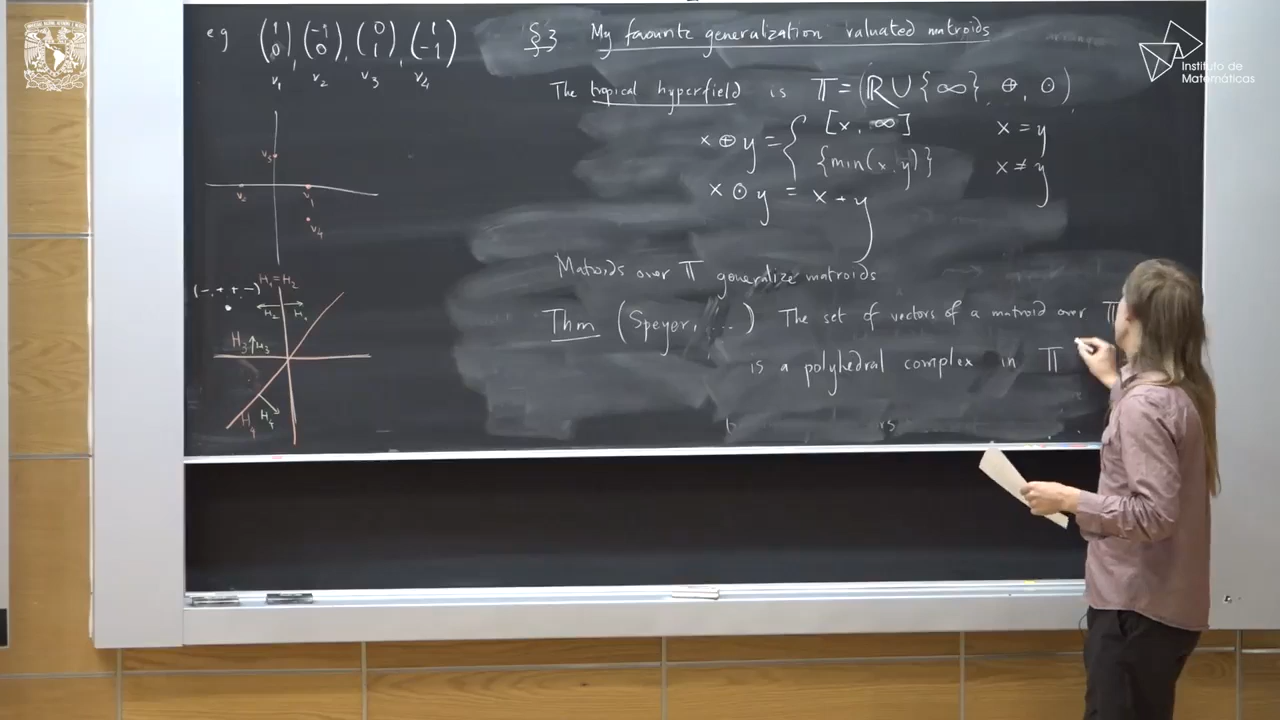 e.g. (1 0), (-1 0), (0 1), (1 -1)
v₁ v₂ v₃ v₄
v₃
v₂ v₁
v₄
H₁=H₂
(-,+,+,-)
H₂ H₁
H₃
H₄
§3 My favourite generalization valuated matroids
The tropical hyperfield is 𝕋 = (ℝ∪{∞}, ⊕, ⊙)
x ⊕ y = { [x, ∞] x = y
{min(x,y)} x ≠ y
x ⊙ y = x + y
Matroids over 𝕋 generalize matroids
Thm (Speyer, ...) The set of vectors of a matroid over 𝕋
is a polyhedral complex in 𝕋
Instituto de
Matemáticas